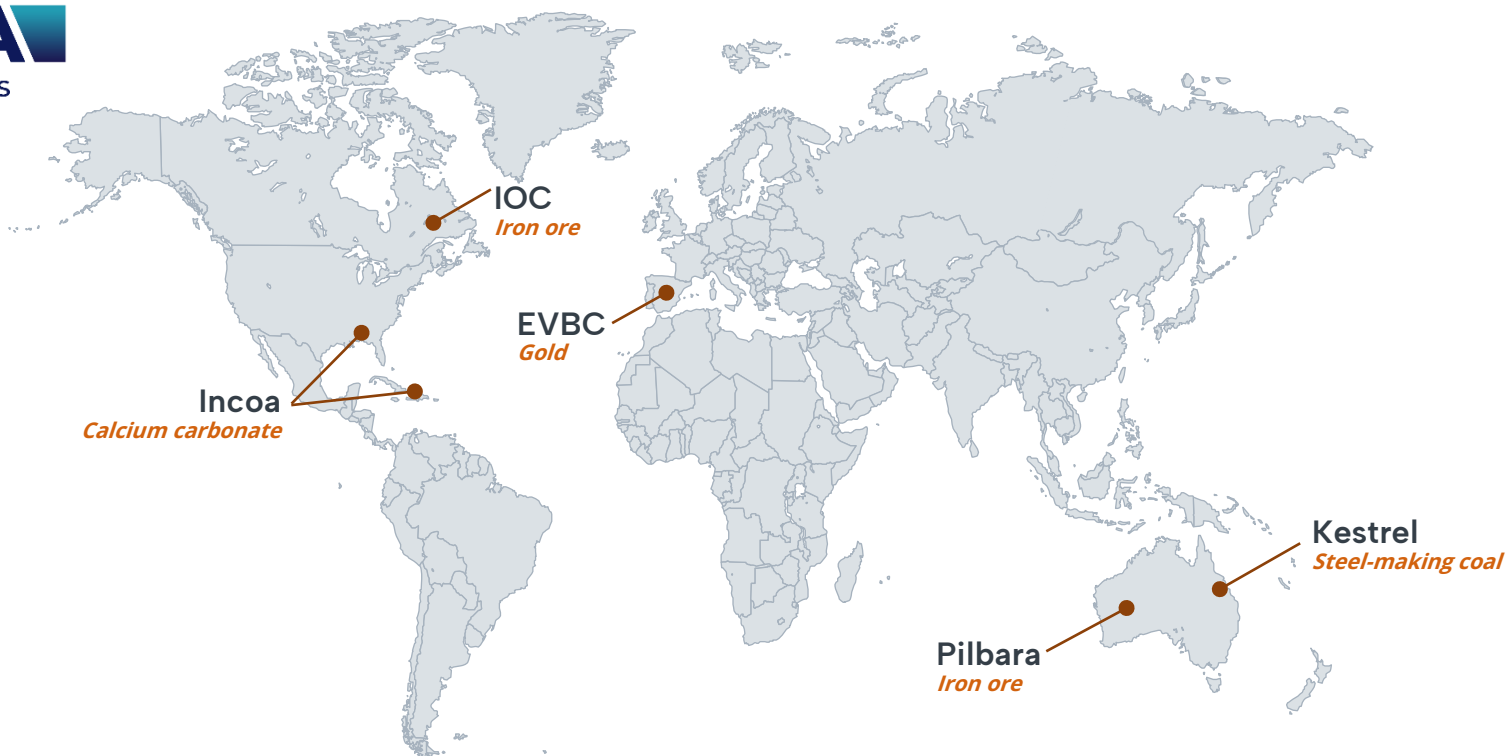 A
s
IOC
Iron ore
EVBC
Gold
Incoa
Calcium carbonate
Kestrel
Steel-making coal
Pilbara
Iron ore